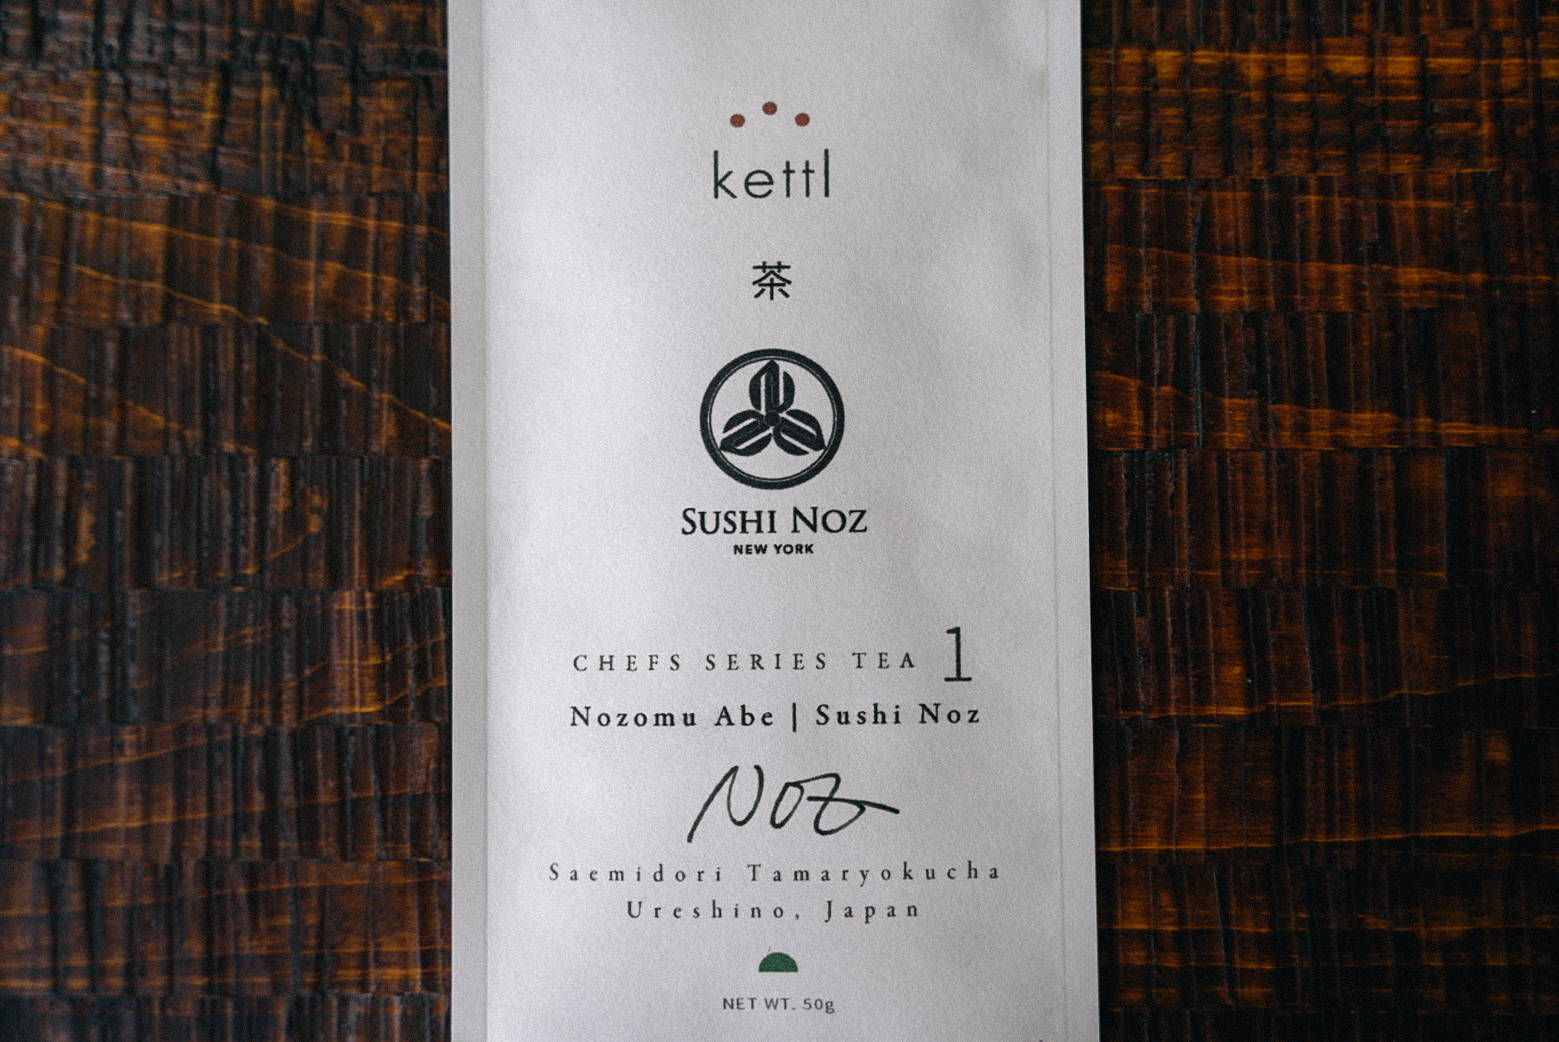 kettl
茶
SUSHI NOZ
NEW YORK
CHEFS SERIES TEA 1
Nozomu Abe | Sushi Noz
Noz
Saemidori Tamaryokucha
Ureshino, Japan
NET WT. 50g